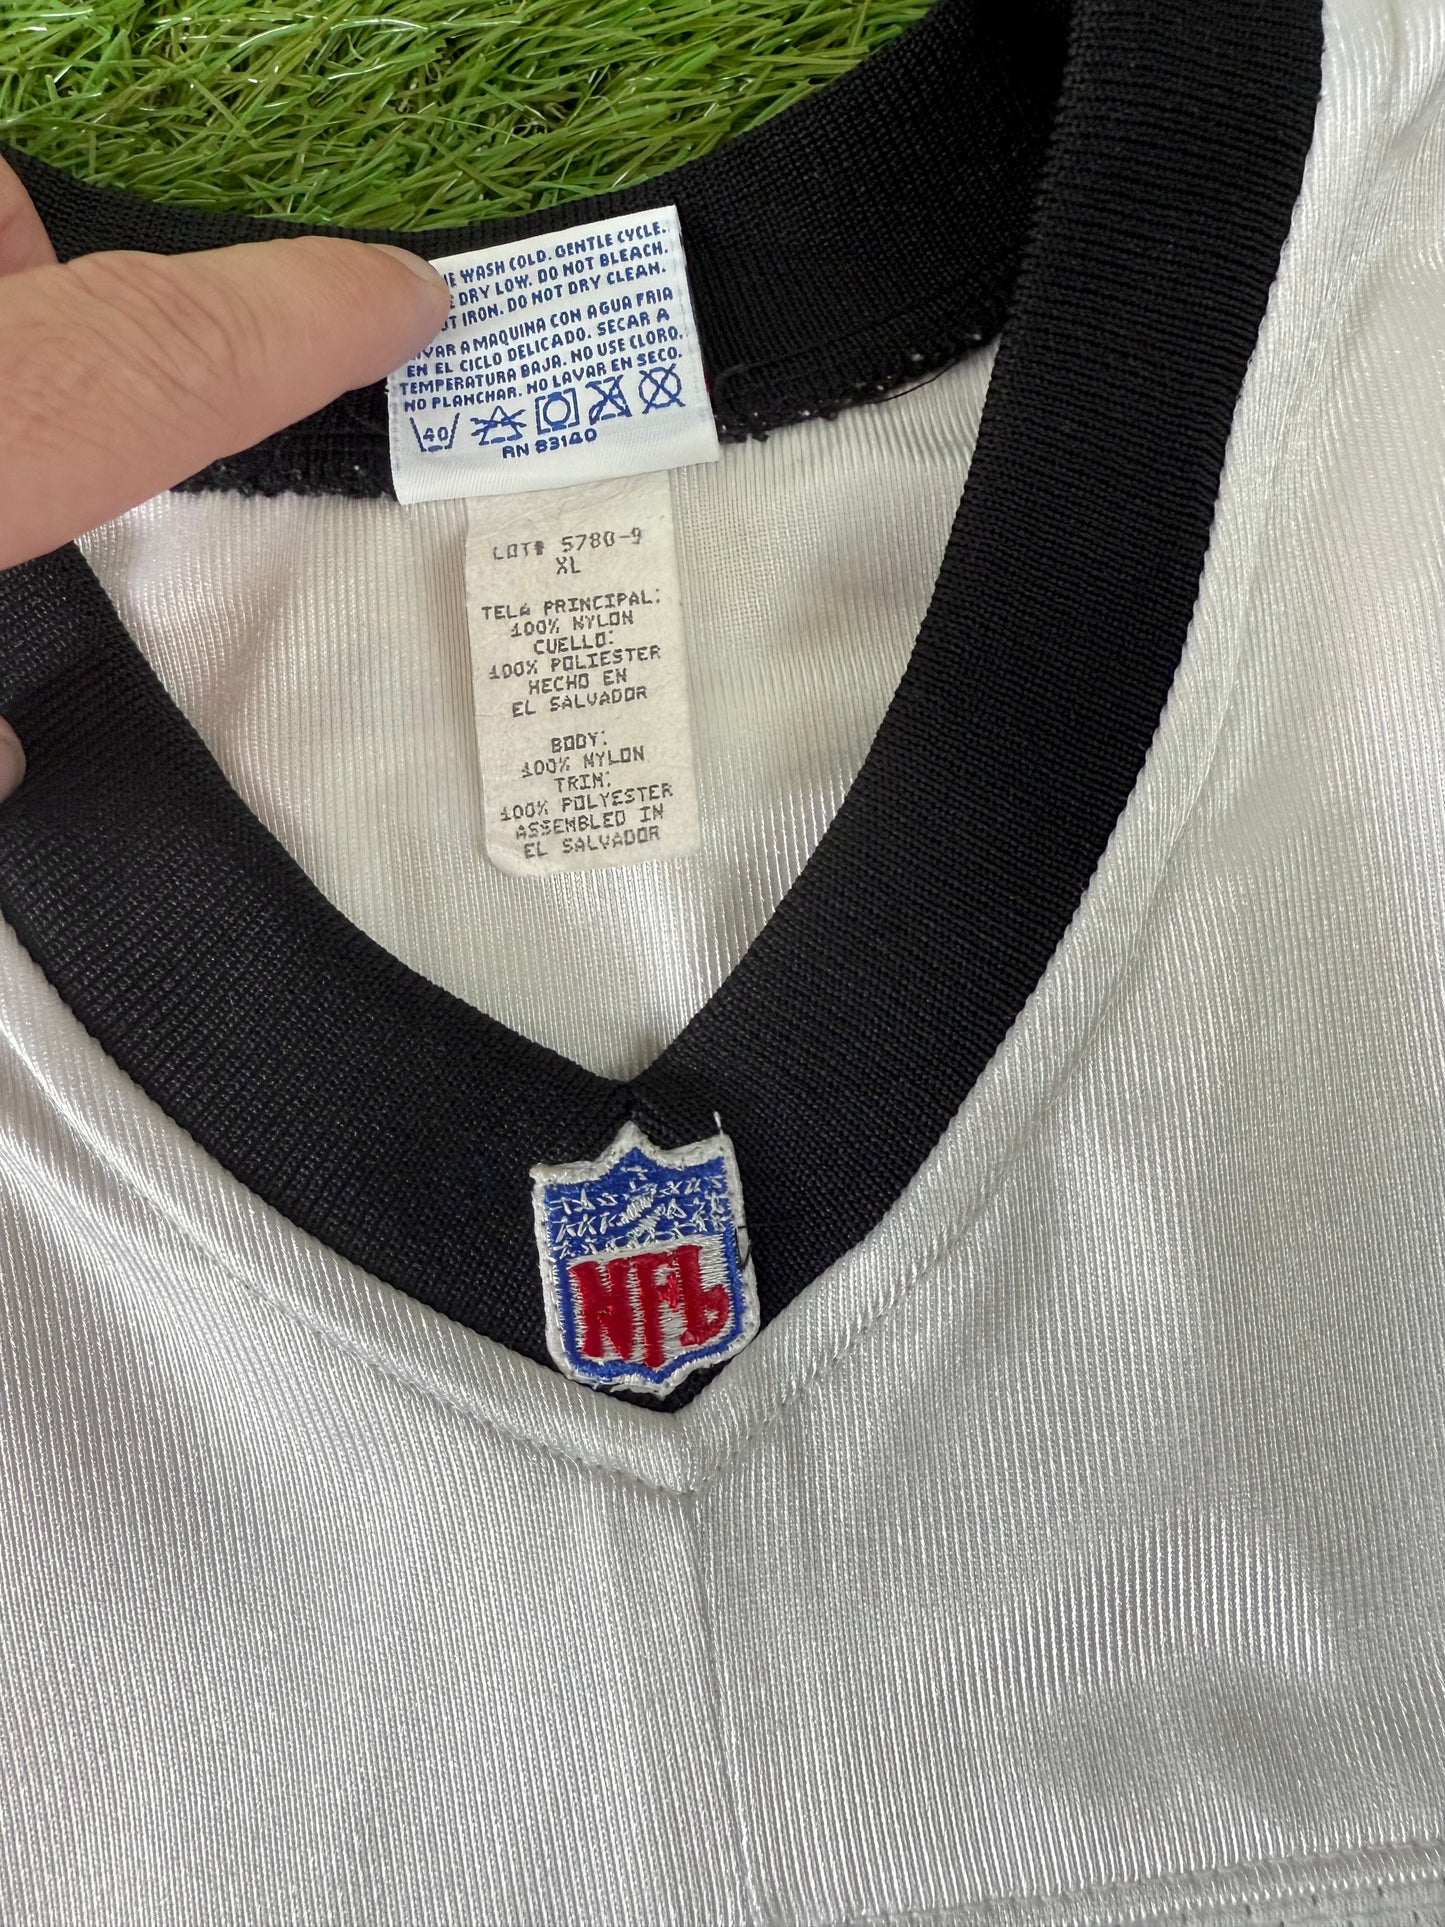 WASH COLD. GENTLE CYCLE.
DRY LOW. DO NOT BLEACH.
IRON. DO NOT DRY CLEAN.
A MAQUINA CON AGUA FRIA
EN EL CICLO DELICADO. SECAR A
TEMPERATURA BAJA. NO USE CLORO.
NO PLANCHAR. NO LAVAR EN SECO.
40
RN 83140
LOT# 5780-9
XL
TELA PRINCIPAL:
100% NYLON
CUELLO:
100% POLIESTER
HECHO EN
EL SALVADOR
BODY:
100% NYLON
TRIM:
100% POLYESTER
ASSEMBLED IN
EL SALVADOR
NFL